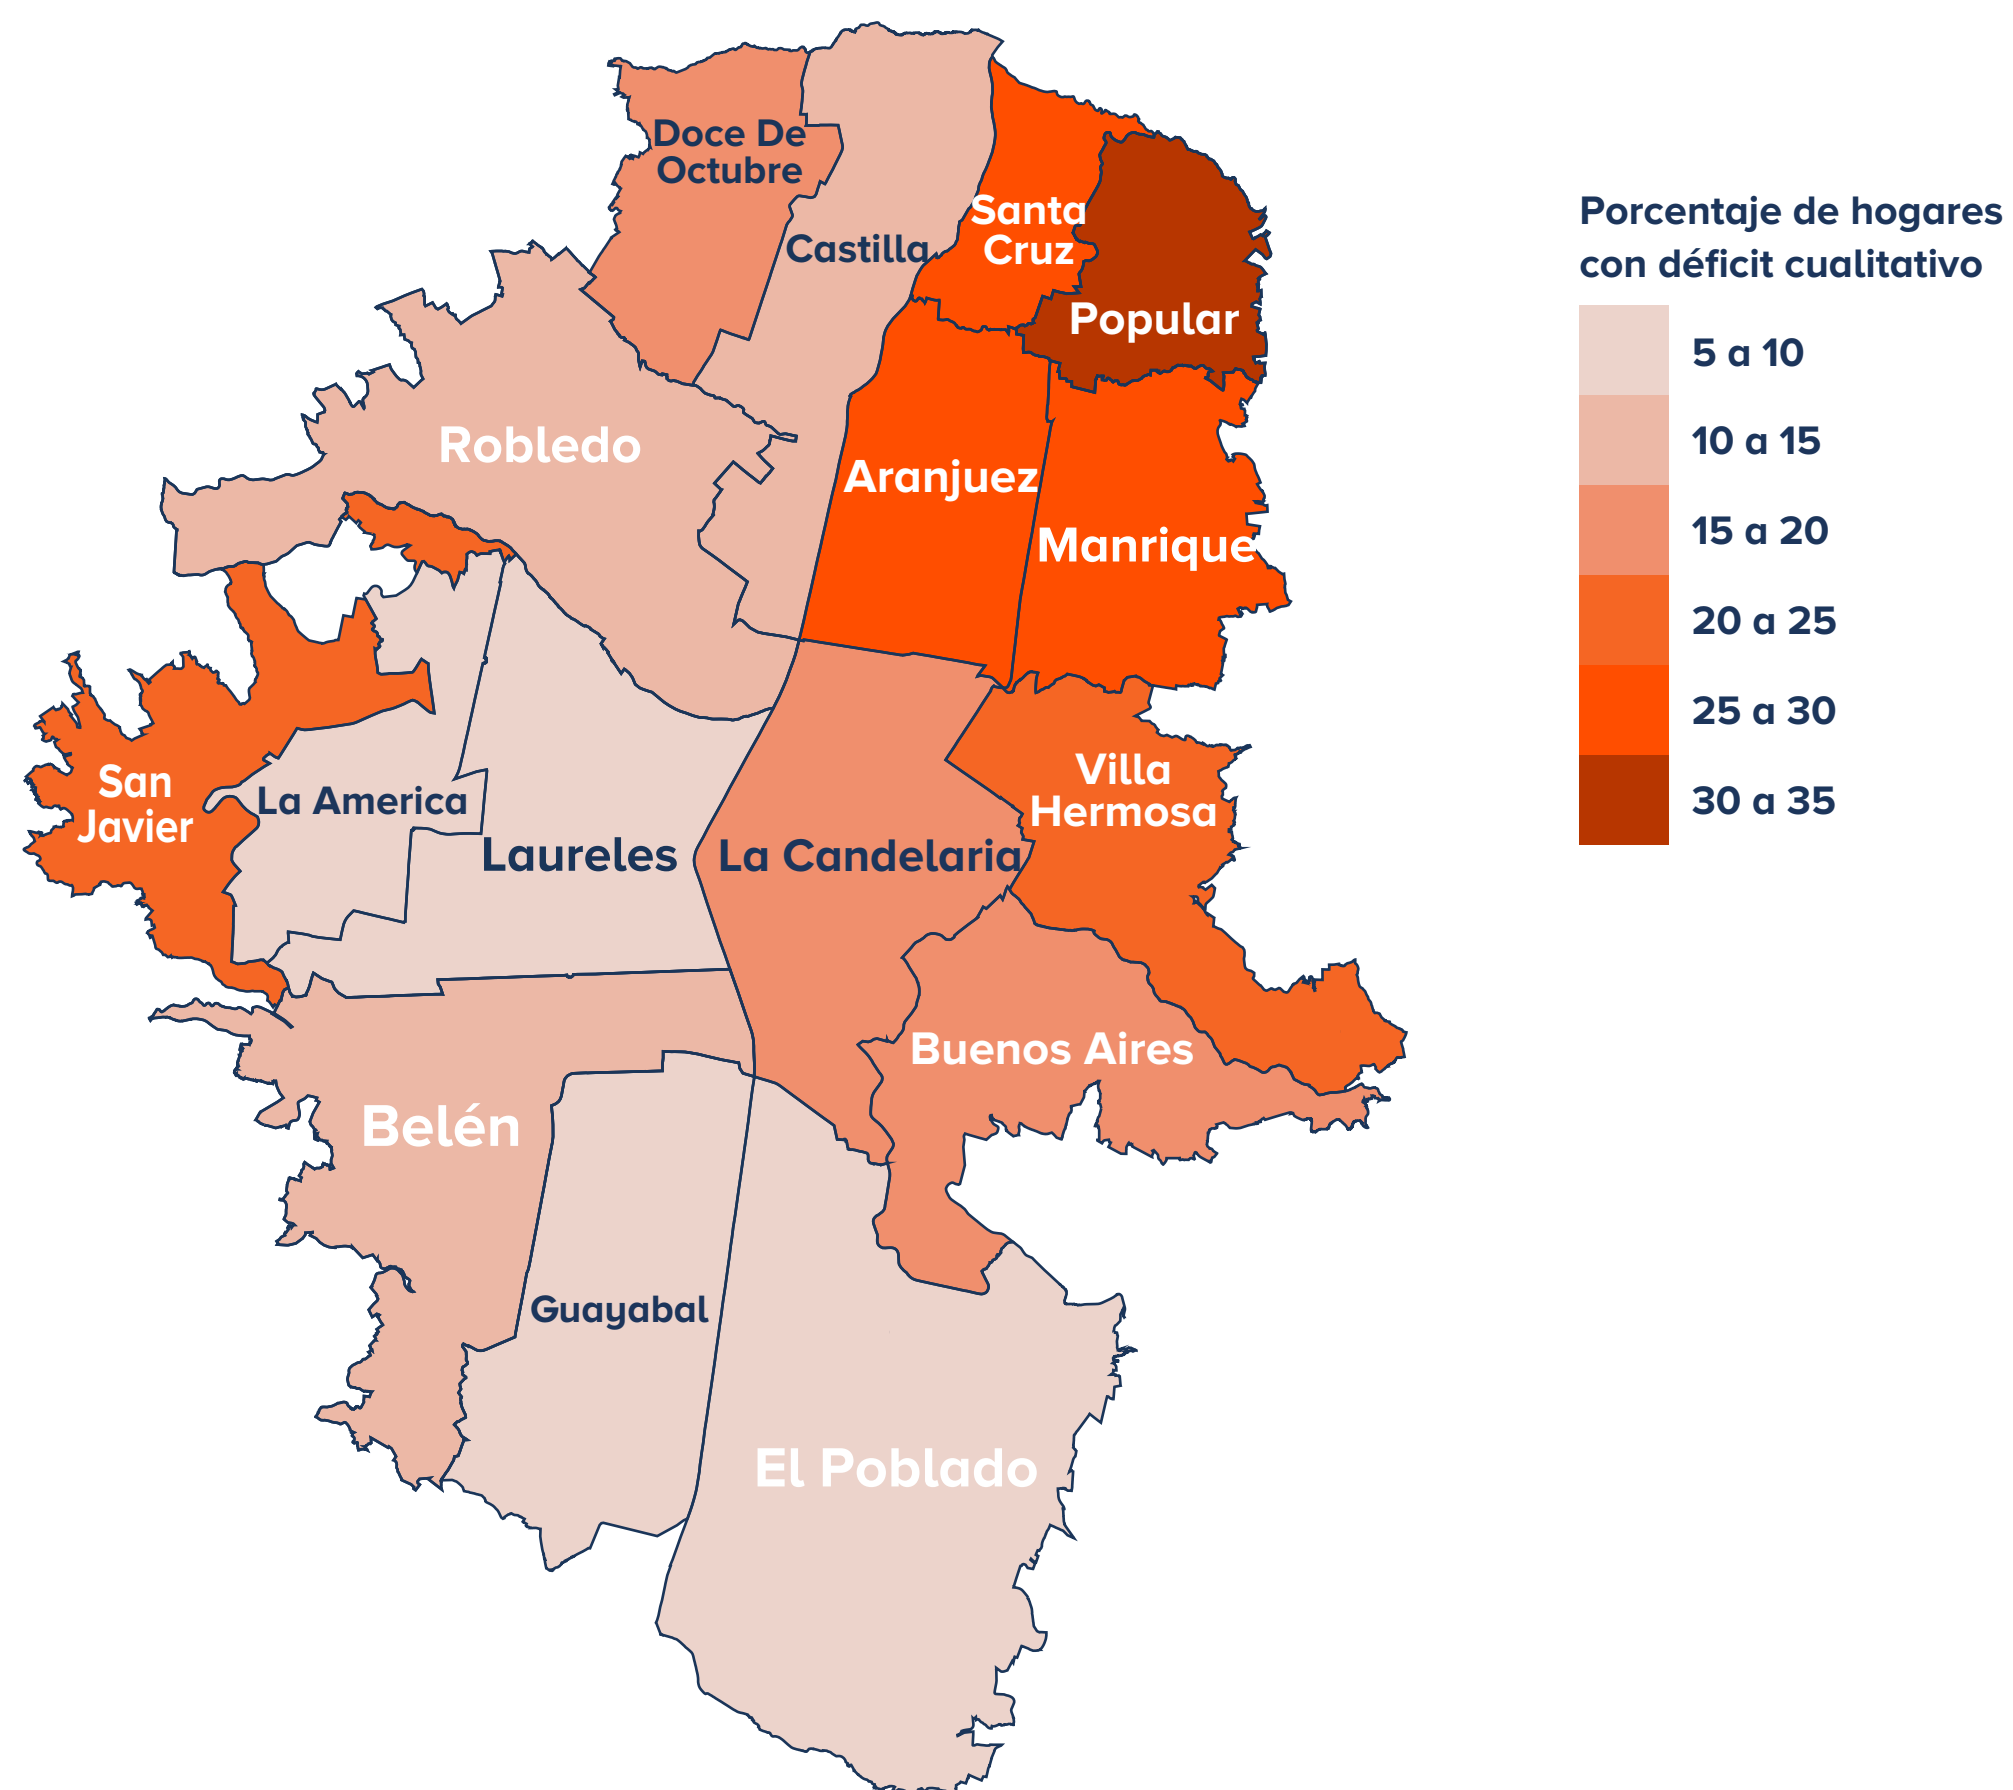 Doce De
Octubre
Castilla
Santa
Cruz
Popular
Robledo
Aranjuez
Manrique
San
Javier
La America
Laureles
La Candelaria
Villa
Hermosa
Buenos Aires
Belén
Guayabal
El Poblado
Porcentaje de hogares
con déficit cualitativo
5 a 10
10 a 15
15 a 20
20 a 25
25 a 30
30 a 35